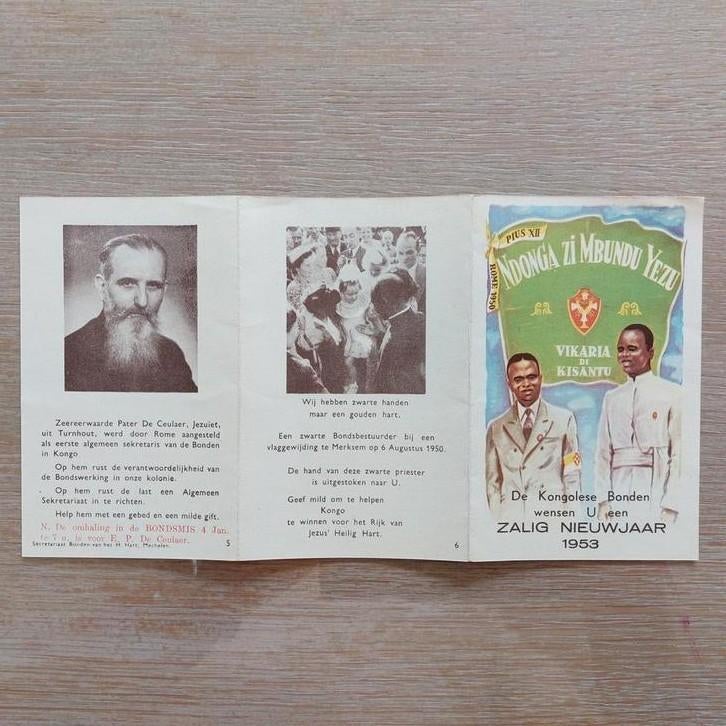 Zeereerwaarde Pater De Ceulaer, Jezuïet,
uit Turnhout, werd door Rome aangesteld
als eerste algemeen sekretaris van de Bonden
in Kongo
Op hem rust de verantwoordelijkheid van
de Bondswerking in onze kolonie.
Op hem rust de last een Algemeen
Sekretariaat in te richten.
Help hem met een gebed en een milde gift.
N. De omhaling in de BONDSMIS 4 Jan.
te 7 u. is voor E. P. De Ceulaer.
Secretariaat Bonden van het H. Hart, Mechelen.
5
Wij hebben zwarte handen
maar een gouden hart.
Een zwarte Bondsbestuurder bij een
vlaggewijding te Merksem op 6 Augustus 1950.
De hand van deze zwarte priester
is uitgestoken naar U.
Geef mild om te helpen
Kongo
te winnen voor het Rijk van
Jezus' Heilig Hart.
6
PIUS XII
ROME 1950
NDONGA ZI MBUNDU YEZU
VIKARIA
DI
KISANTU
De Kongolese Bonden
wensen U een
ZALIG NIEUWJAAR
1953